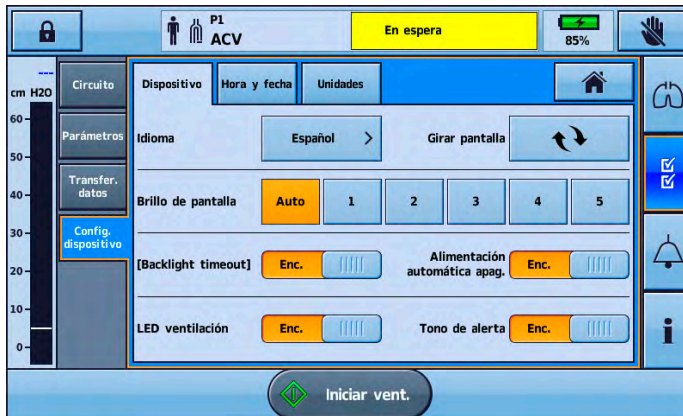 P1
ACV
En espera
85%
---
cm H2O
60
50
40
30
20
10
0
Circuito
Parámetros
Transfer.
datos
Config.
dispositivo
Dispositivo
Hora y fecha
Unidades
Idioma
Español >
Girar pantalla
Brillo de pantalla
Auto
1
2
3
4
5
[Backlight timeout]
Enc.
Alimentación
automática apag.
Enc.
LED ventilación
Enc.
Tono de alerta
Enc.
Iniciar vent.